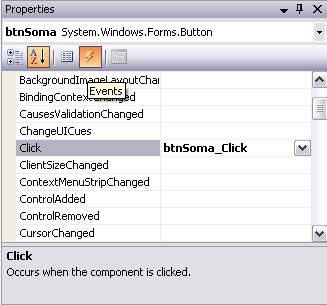 Properties
btnSoma System.Windows.Forms.Button
BackgroundImageLayoutChan
BindingContextChanged
Events
CausesValidationChanged
ChangeUICues
Click btnSoma_Click
ClientSizeChanged
ContextMenuStripChanged
ControlAdded
ControlRemoved
CursorChanged
Click
Occurs when the component is clicked.